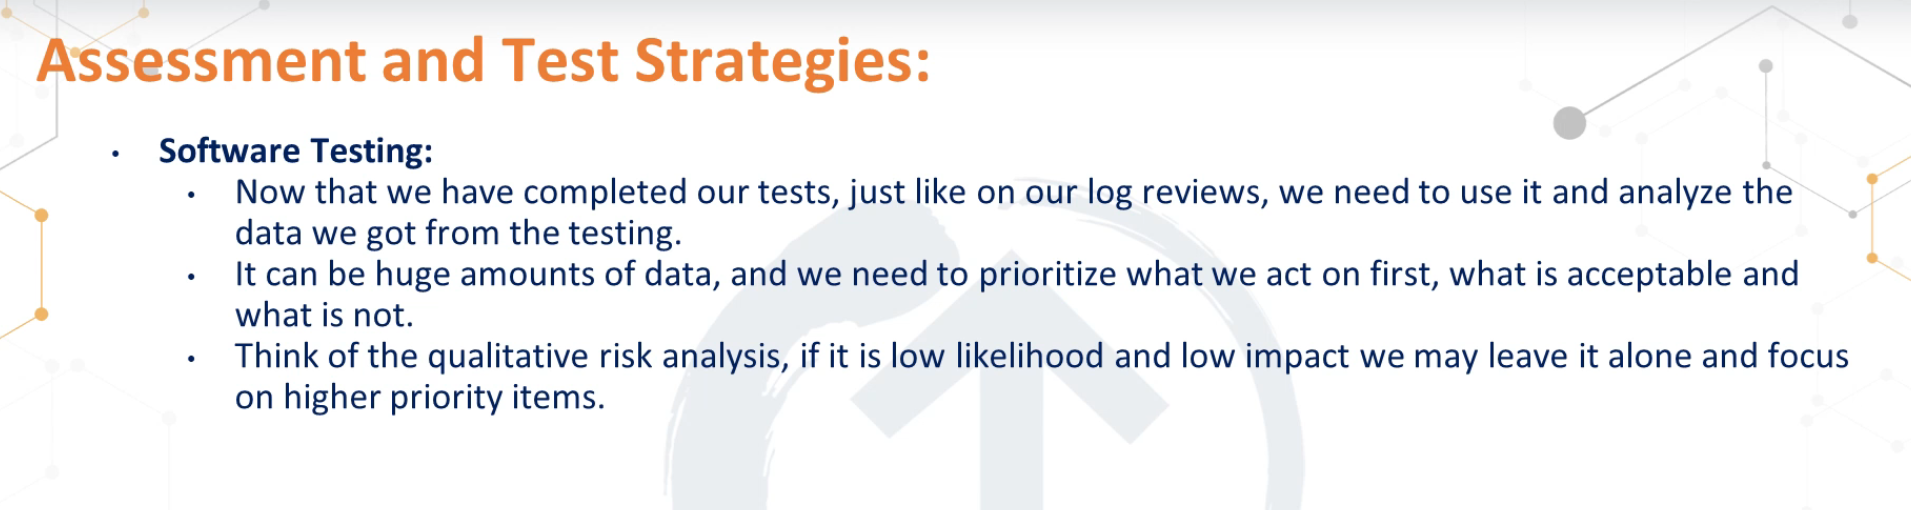 Assessment and Test Strategies:
• Software Testing:
• Now that we have completed our tests, just like on our log reviews, we need to use it and analyze the
data we got from the testing.
• It can be huge amounts of data, and we need to prioritize what we act on first, what is acceptable and
what is not.
• Think of the qualitative risk analysis, if it is low likelihood and low impact we may leave it alone and focus
on higher priority items.